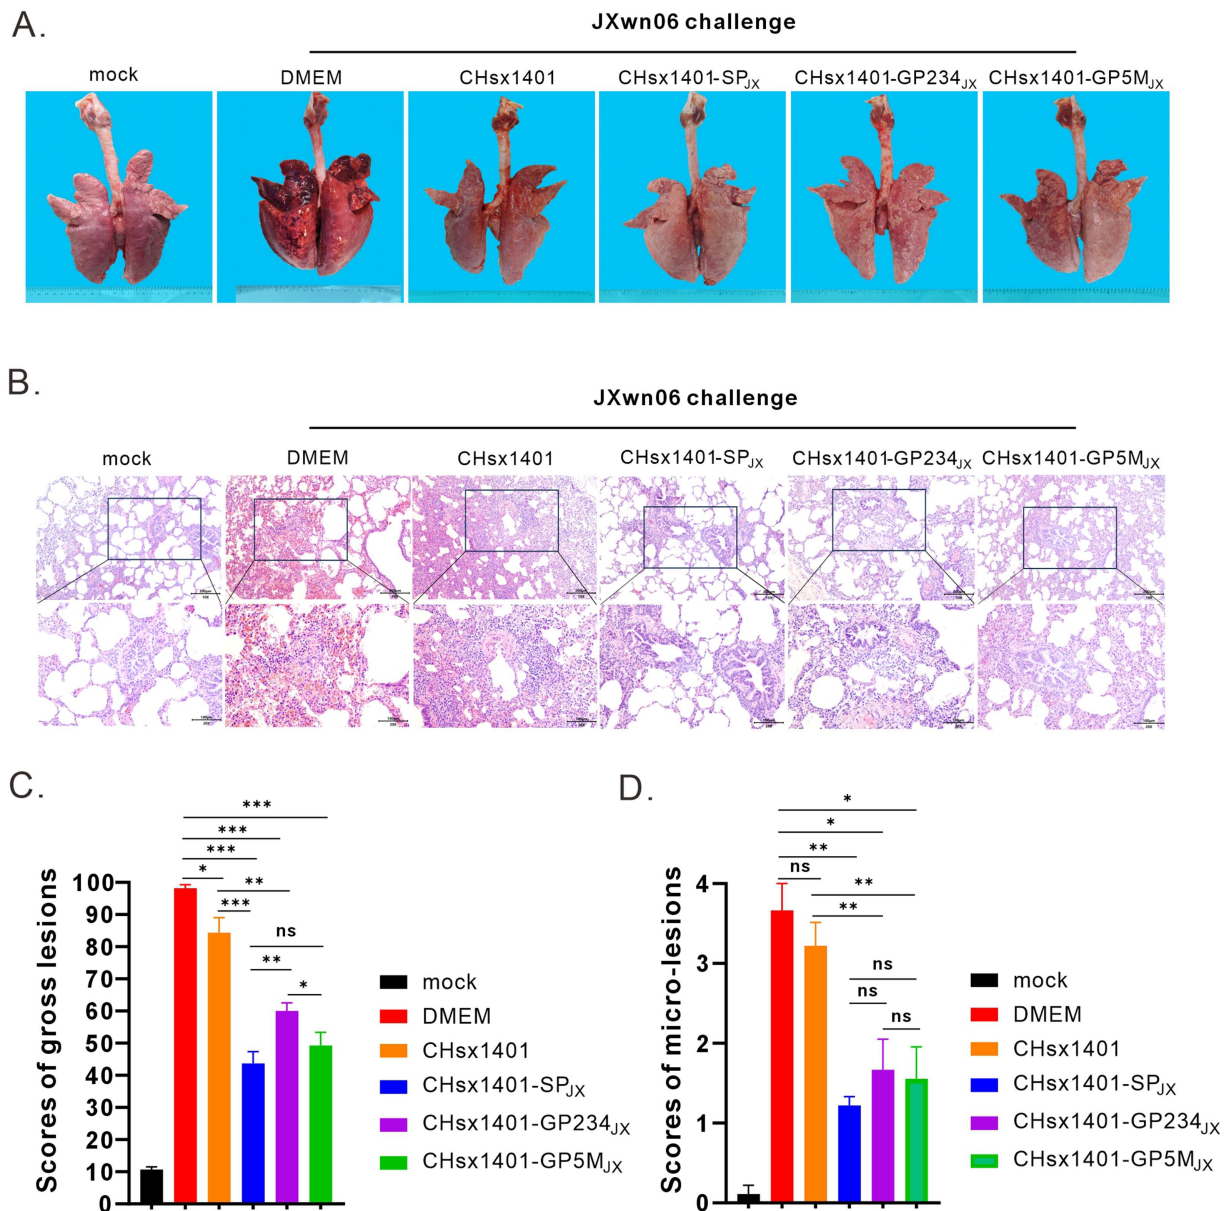 A.
JXwn06 challenge
mock DMEM CHsx1401 CHsx1401-SPJX CHsx1401-GP234JX CHsx1401-GP5MJX
B.
JXwn06 challenge
mock DMEM CHsx1401 CHsx1401-SPJX CHsx1401-GP234JX CHsx1401-GP5MJX
C.
Scores of gross lesions
100
90
80
70
60
50
40
30
20
10
0
***
***
***
*
**
***
ns
**
*
mock
DMEM
CHsx1401
CHsx1401-SPJX
CHsx1401-GP234JX
CHsx1401-GP5MJX
D.
Scores of micro-lesions
4
3
2
1
0
*
*
**
ns
**
**
ns
ns
ns
mock
DMEM
CHsx1401
CHsx1401-SPJX
CHsx1401-GP234JX
CHsx1401-GP5MJX